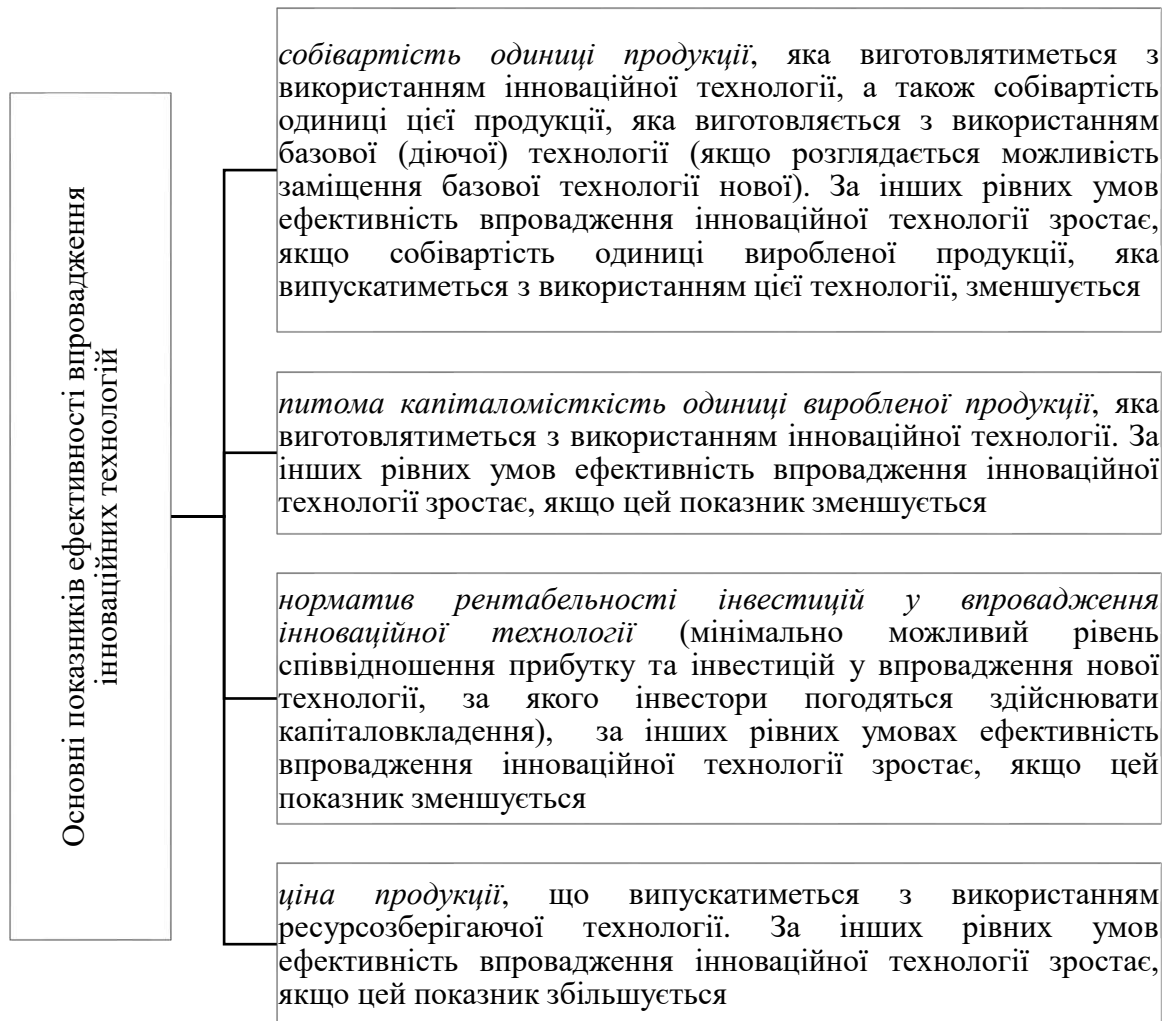 Основні показників ефективності впровадження
інноваційних технологій
собівартість одиниці продукції, яка виготовлятиметься з
використанням інноваційної технології, а також собівартість
одиниці цієї продукції, яка виготовляється з використанням
базової (діючої) технології (якщо розглядається можливість
заміщення базової технології нової). За інших рівних умов
ефективність впровадження інноваційної технології зростає,
якщо собівартість одиниці виробленої продукції, яка
випускатиметься з використанням цієї технології, зменшується
питома капіталомісткість одиниці виробленої продукції, яка
виготовлятиметься з використанням інноваційної технології. За
інших рівних умов ефективність впровадження інноваційної
технології зростає, якщо цей показник зменшується
норматив рентабельності інвестицій у впровадження
інноваційної технології (мінімально можливий рівень
співвідношення прибутку та інвестицій у впровадження нової
технології, за якого інвестори погодяться здійснювати
капіталовкладення), за інших рівних умовах ефективність
впровадження інноваційної технології зростає, якщо цей
показник зменшується
ціна продукції, що випускатиметься з використанням
ресурсозберігаючої технології. За інших рівних умов
ефективність впровадження інноваційної технології зростає,
якщо цей показник збільшується